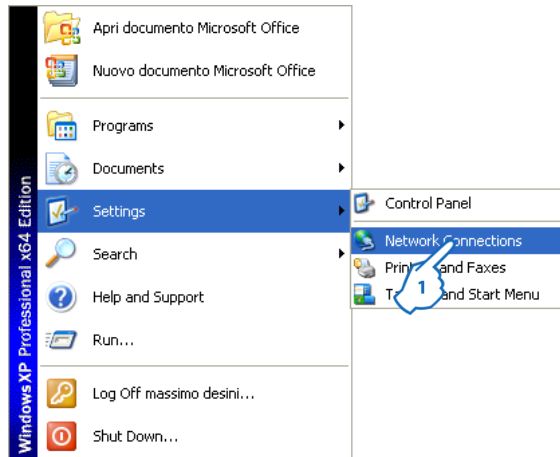 Apri documento Microsoft Office
Nuovo documento Microsoft Office
Programs
Documents
Settings
Search
Help and Support
Run...
Log Off massimo desini...
Shut Down...
Windows XP Professional x64 Edition
Control Panel
Network Connections
and Faxes
and Start Menu
1